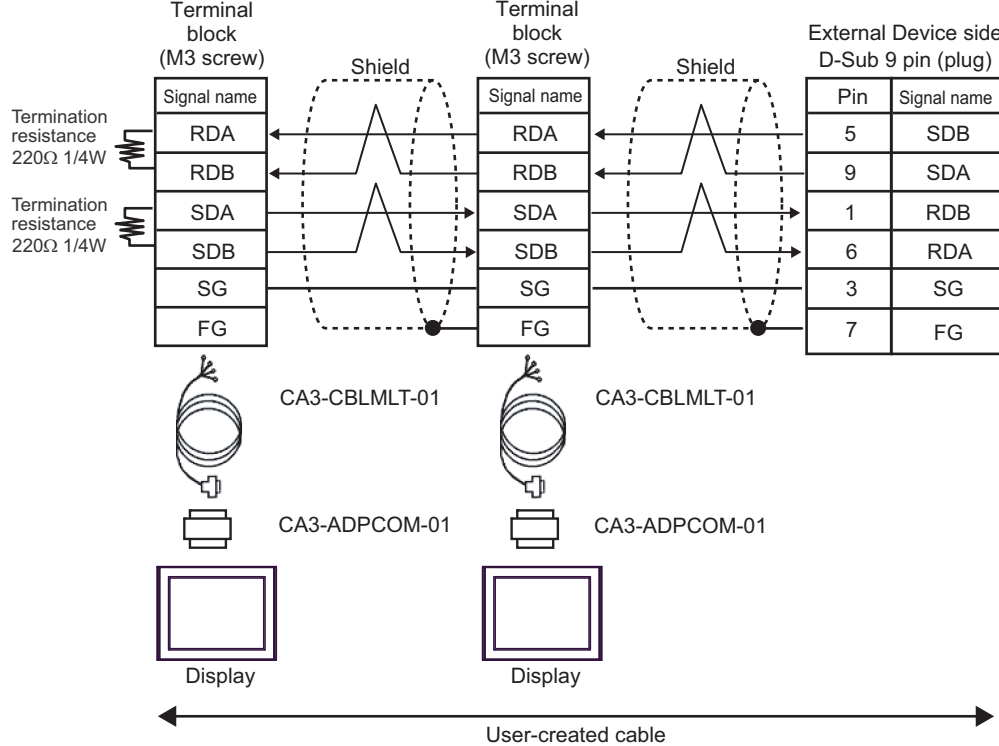 Terminal
block
(M3 screw)
Terminal
block
(M3 screw)
External Device side
D-Sub 9 pin (plug)
Shield
Shield
Signal name
Signal name
Pin
Signal name
Termination
resistance
220Ω 1/4W
RDA
RDA
5
SDB
RDB
RDB
9
SDA
Termination
resistance
220Ω 1/4W
SDA
SDA
1
RDB
SDB
SDB
6
RDA
SG
SG
3
SG
FG
FG
7
FG
CA3-CBLMLT-01
CA3-CBLMLT-01
CA3-ADPCOM-01
CA3-ADPCOM-01
Display
Display
User-created cable